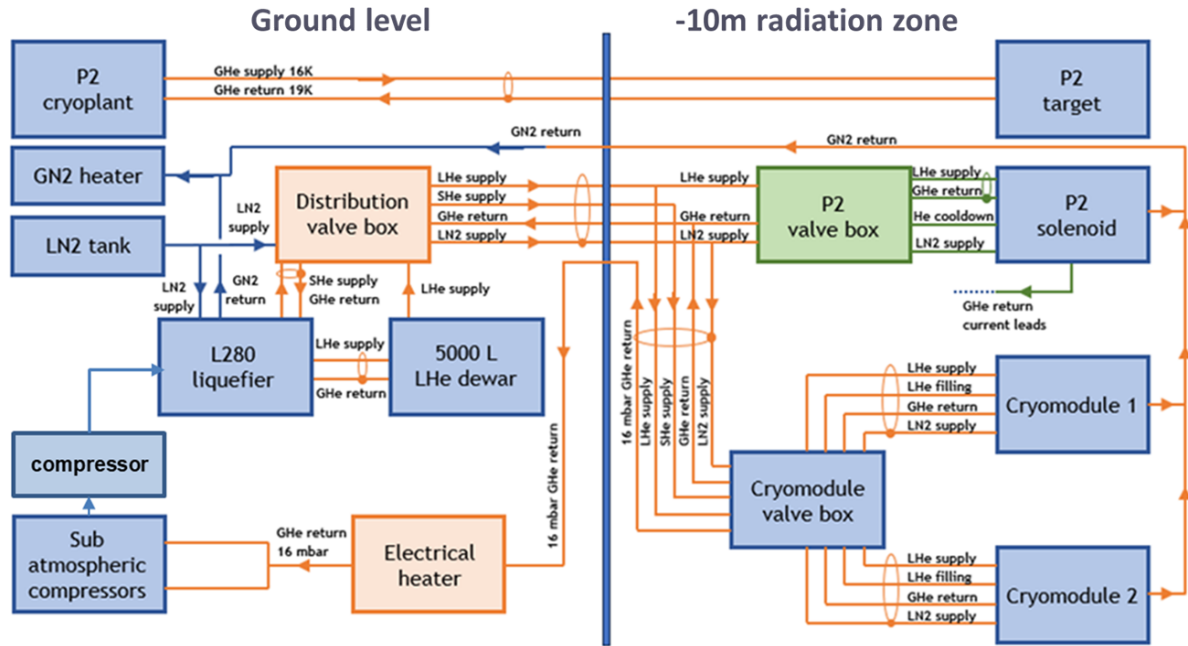 Ground level
-10m radiation zone
P2
cryoplant
GHe supply 16K
GHe return 19K
P2
target
GN2 heater
GN2 return
GN2 return
LN2 tank
LN2
supply
Distribution
valve box
LHe supply
SHe supply
GHe return
LN2 supply
LHe supply
GHe return
LN2 supply
P2
valve box
LHe supply
GHe return
He cooldown
LN2 supply
P2
solenoid
LN2
supply
GN2
return
SHe supply
GHe return
LHe supply
GHe return
current leads
L280
liquefier
LHe supply
GHe return
5000 L
LHe dewar
16 mbar GHe return
16 mbar GHe return
LHe supply
SHe supply
GHe return
LN2 supply
LHe supply
LHe filling
GHe return
LN2 supply
Cryomodule 1
compressor
Cryomodule
valve box
Sub
atmospheric
compressors
GHe return
16 mbar
Electrical
heater
LHe supply
LHe filling
GHe return
LN2 supply
Cryomodule 2